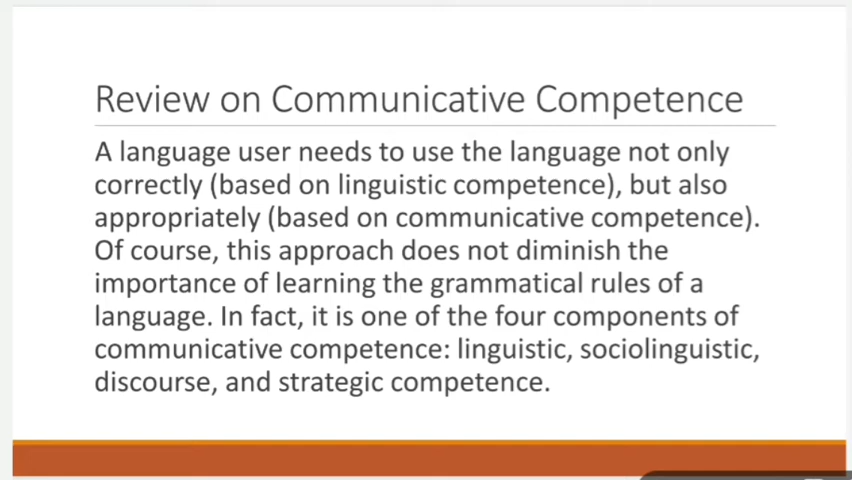 Review on Communicative Competence
A language user needs to use the language not only
correctly (based on linguistic competence), but also
appropriately (based on communicative competence).
Of course, this approach does not diminish the
importance of learning the grammatical rules of a
language. In fact, it is one of the four components of
communicative competence: linguistic, sociolinguistic,
discourse, and strategic competence.